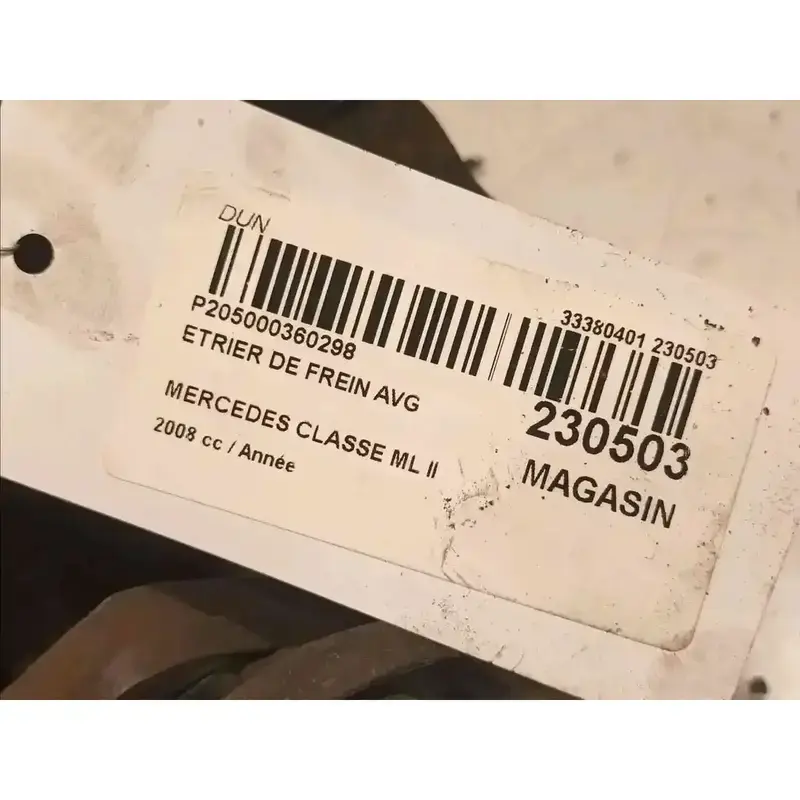 DUN
33380401 230503
P205000360298
ETRIER DE FREIN AVG
230503
MERCEDES CLASSE ML II
MAGASIN
2008 cc / Année